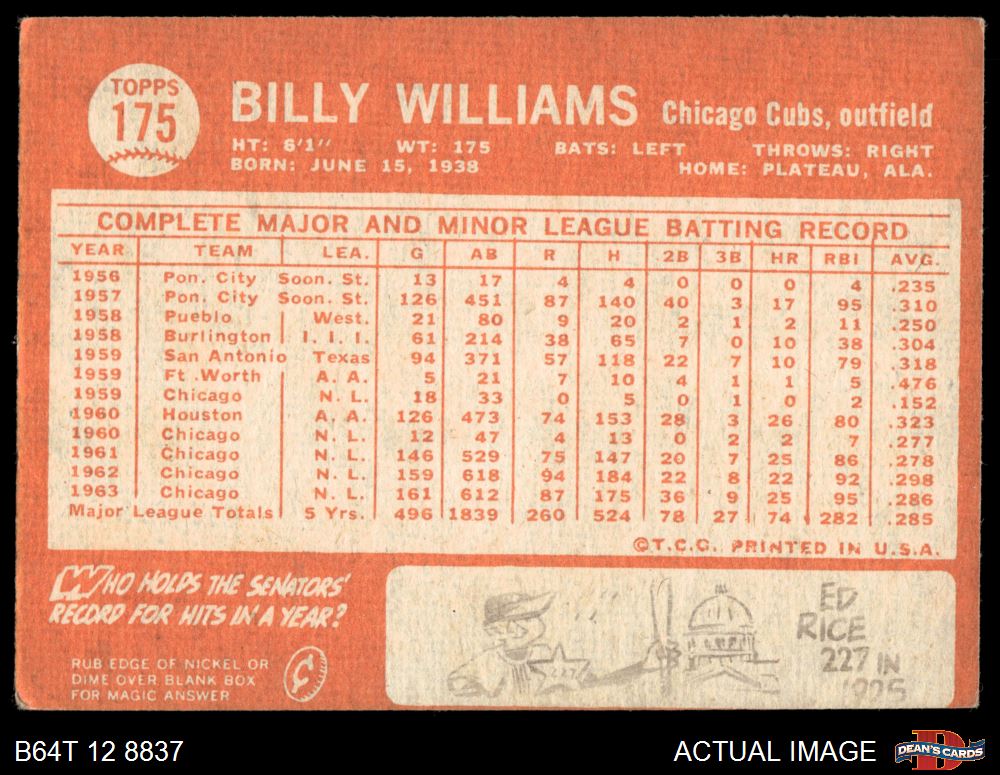 TOPPS
175
BILLY WILLIAMS Chicago Cubs, outfield
HT: 6'1" WT: 175 BATS: LEFT THROWS: RIGHT
BORN: JUNE 15, 1938 HOME: PLATEAU, ALA.
COMPLETE MAJOR AND MINOR LEAGUE BATTING RECORD
YEAR TEAM LEA. G AB R H 2B 3B HR RBI AVG.
1956 Pon. City Soon. St. 13 17 4 4 0 0 0 4 .235
1957 Pon. City Soon. St. 126 451 87 140 40 3 17 95 .310
1958 Pueblo West. 21 80 9 20 2 1 2 11 .250
1958 Burlington I. I. I. 61 214 38 65 7 0 10 38 .304
1959 San Antonio Texas 94 371 57 118 22 7 10 79 .318
1959 Ft .Worth A. A. 5 21 7 10 4 1 1 5 .476
1959 Chicago N. L. 18 33 0 5 0 1 0 2 .152
1960 Houston A. A. 126 473 74 153 28 3 26 80 .323
1960 Chicago N. L. 12 47 4 13 0 2 2 7 .277
1961 Chicago N. L. 146 529 75 147 20 7 25 86 .278
1962 Chicago N. L. 159 618 94 184 22 8 22 92 .298
1963 Chicago N. L. 161 612 87 175 36 9 25 95 .286
Major League Totals 5 Yrs. 496 1839 260 524 78 27 74 282 .285
©T.C.G. PRINTED IN U.S.A.
WHO HOLDS THE SENATORS'
RECORD FOR HITS IN A YEAR?
RUB EDGE OF NICKEL OR
DIME OVER BLANK BOX
FOR MAGIC ANSWER
ED
RICE
227 IN
1925
227
B64T 12 8837
ACTUAL IMAGE
DEAN'S CARDS